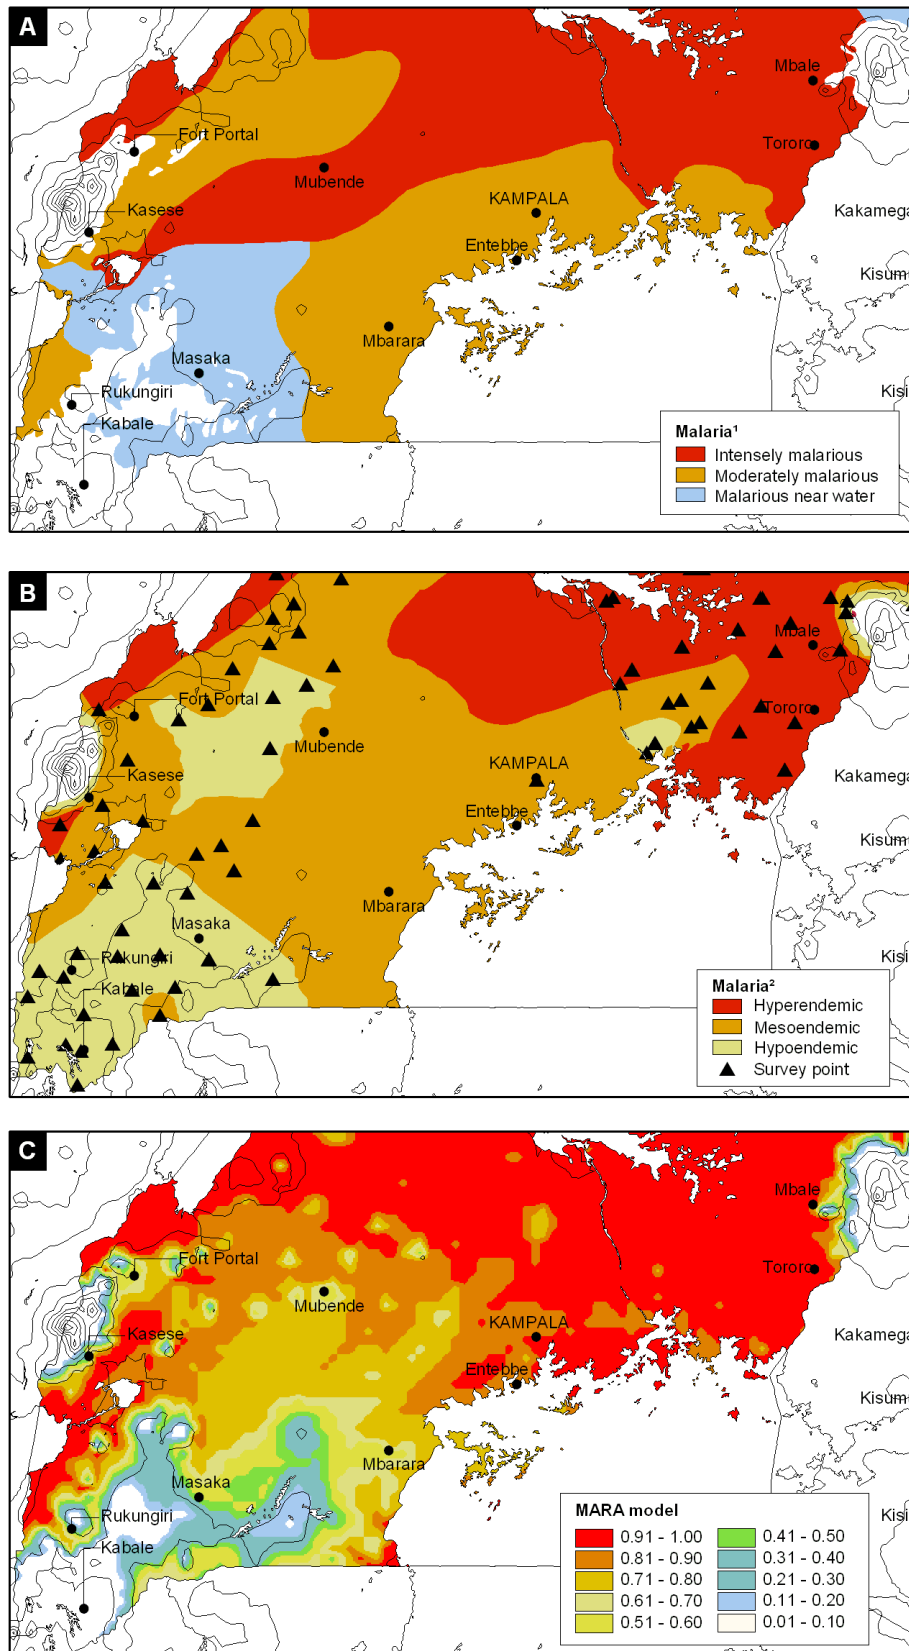 A
Mbale
Fort Portal
Tororo
Mubende
KAMPALA
Kasese
Kakamega
Entebbe
Kisum
Mbarara
Masaka
Rukungiri
Kisi
Kabale
Malaria¹
Intensely malarious
Moderately malarious
Malarious near water
B
Mbale
Fort Portal
Tororo
Mubende
KAMPALA
Kasese
Kakamega
Entebbe
Kisum
Mbarara
Masaka
Rukungiri
Kisi
Kabale
Malaria²
Hyperendemic
Mesoendemic
Hypoendemic
Survey point
C
Mbale
Fort Portal
Tororo
Mubende
KAMPALA
Kasese
Kakamega
Entebbe
Kisum
Mbarara
Masaka
Rukungiri
Kisi
Kabale
MARA model
0.91 - 1.00
0.41 - 0.50
0.81 - 0.90
0.31 - 0.40
0.71 - 0.80
0.21 - 0.30
0.61 - 0.70
0.11 - 0.20
0.51 - 0.60
0.01 - 0.10